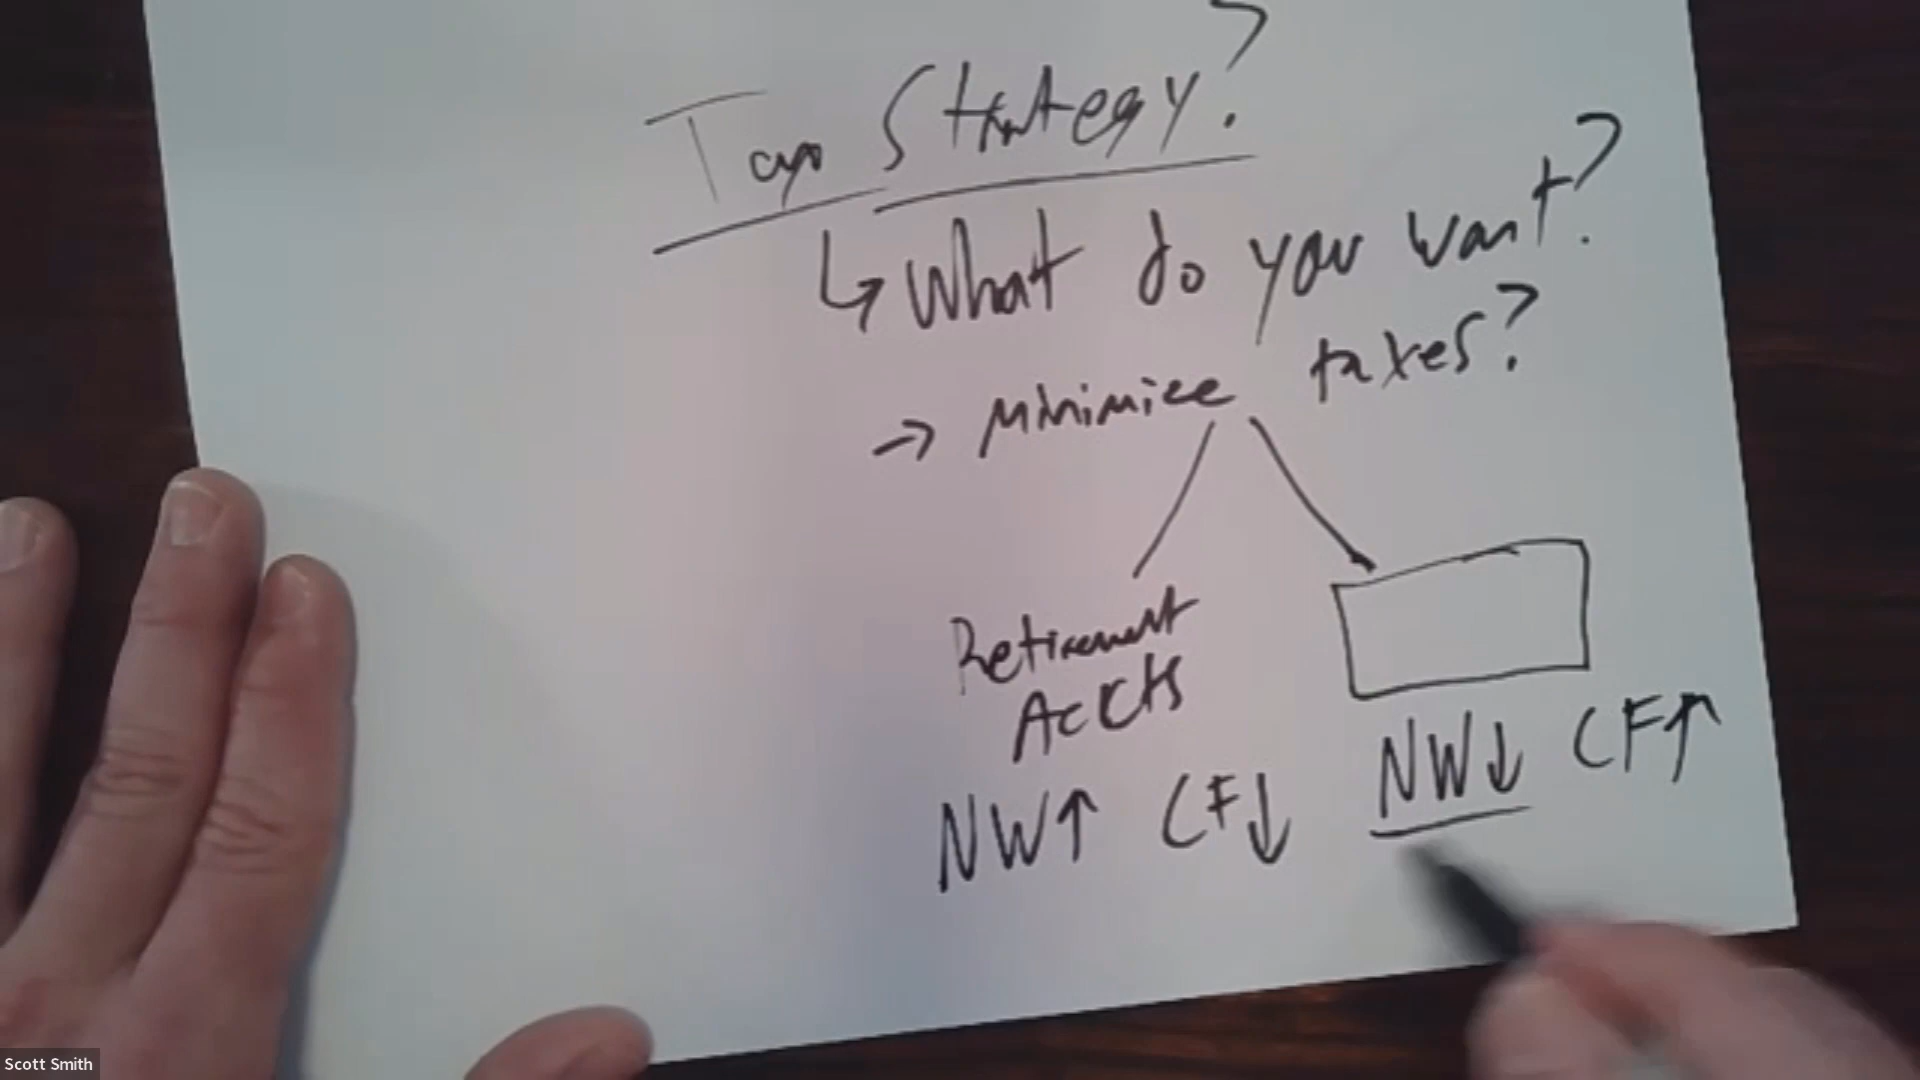 Tax Strategy?
↳ What do you want?
→ Minimize taxes?
Retirement
Accts
NW↑ CF↓
NW↓ CF↑
Scott Smith